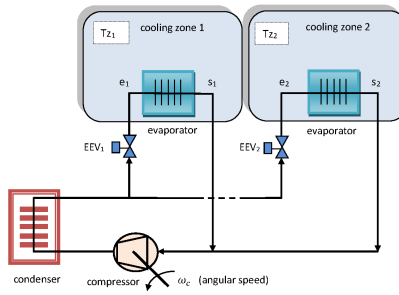 Tz₁ cooling zone 1
Tz₂ cooling zone 2
e₁ s₁
e₂ s₂
evaporator
evaporator
EEV₁
EEV₂
condenser
compressor
ω꜀ (angular speed)